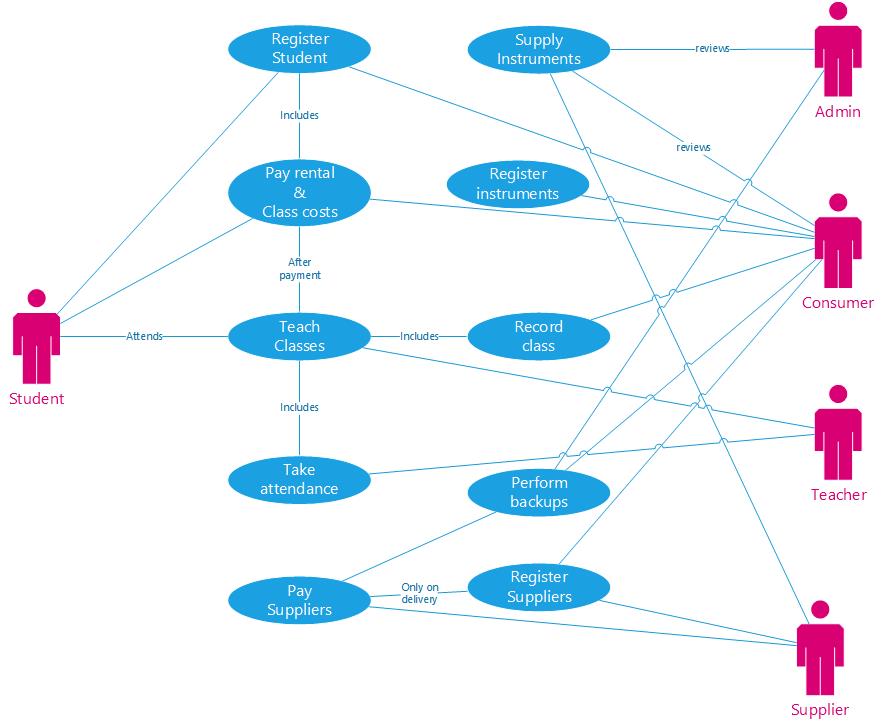 Register
Student
Supply
Instruments
reviews
Admin
Includes
reviews
Pay rental
&
Class costs
Register
instruments
After
payment
Consumer
Attends
Teach
Classes
Includes
Record
class
Student
Includes
Take
attendance
Perform
backups
Teacher
Pay
Suppliers
Only on
delivery
Register
Suppliers
Supplier